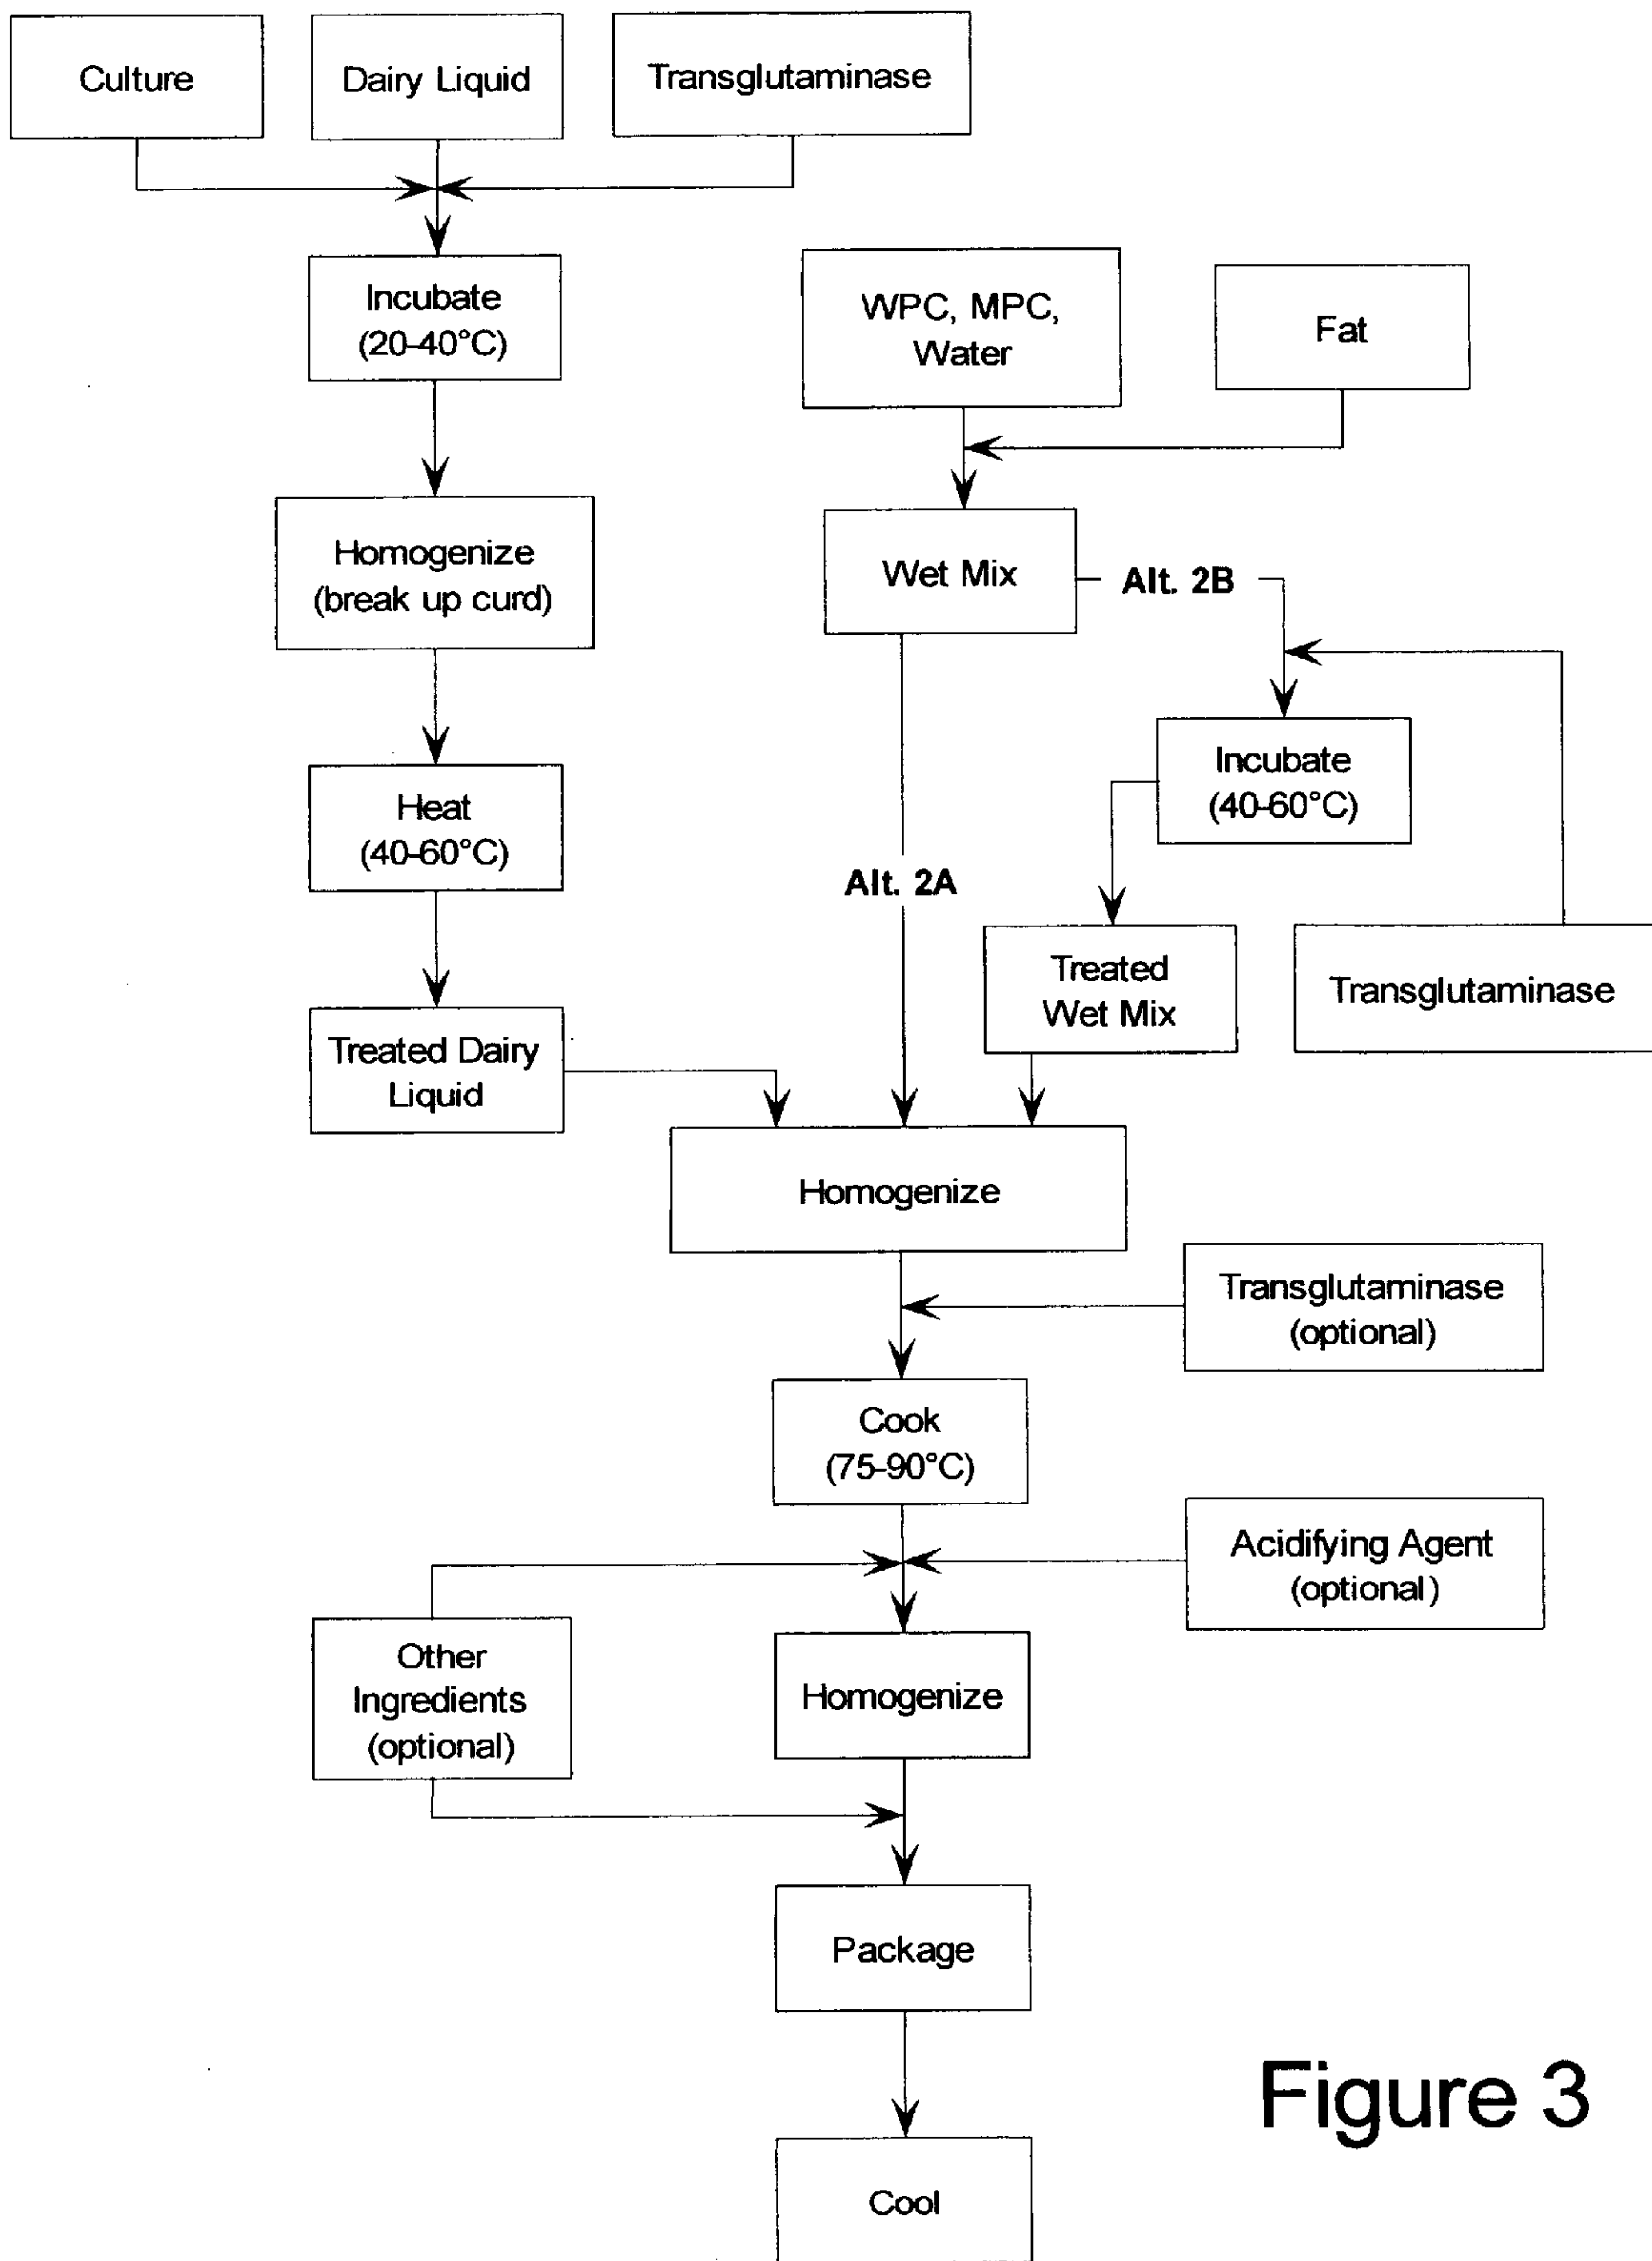 Culture
Dairy Liquid
Transglutaminase
Incubate
(20-40°C)
WPC, MPC,
Water
Fat
Homogenize
(break up curd)
Wet Mix
Alt. 2B
Incubate
(40-60°C)
Heat
(40-60°C)
Alt. 2A
Treated
Wet Mix
Transglutaminase
Treated Dairy
Liquid
Homogenize
Transglutaminase
(optional)
Cook
(75-90°C)
Acidifying Agent
(optional)
Other
Ingredients
(optional)
Homogenize
Package
Cool
Figure 3